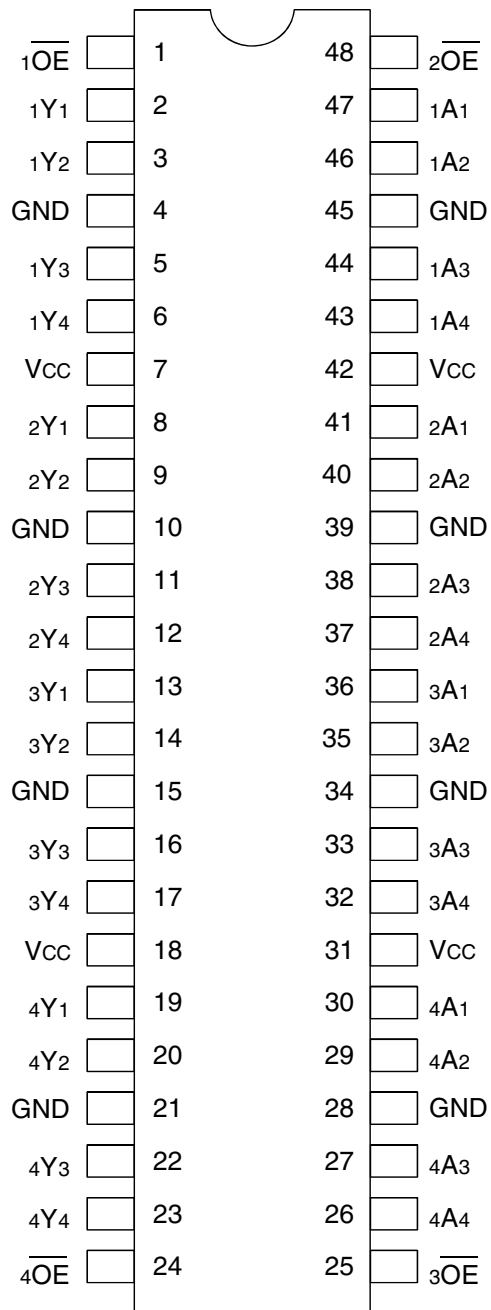 1O̅E̅ 1 48 2O̅E̅
1Y1 2 47 1A1
1Y2 3 46 1A2
GND 4 45 GND
1Y3 5 44 1A3
1Y4 6 43 1A4
VCC 7 42 VCC
2Y1 8 41 2A1
2Y2 9 40 2A2
GND 10 39 GND
2Y3 11 38 2A3
2Y4 12 37 2A4
3Y1 13 36 3A1
3Y2 14 35 3A2
GND 15 34 GND
3Y3 16 33 3A3
3Y4 17 32 3A4
VCC 18 31 VCC
4Y1 19 30 4A1
4Y2 20 29 4A2
GND 21 28 GND
4Y3 22 27 4A3
4Y4 23 26 4A4
4O̅E̅ 24 25 3O̅E̅